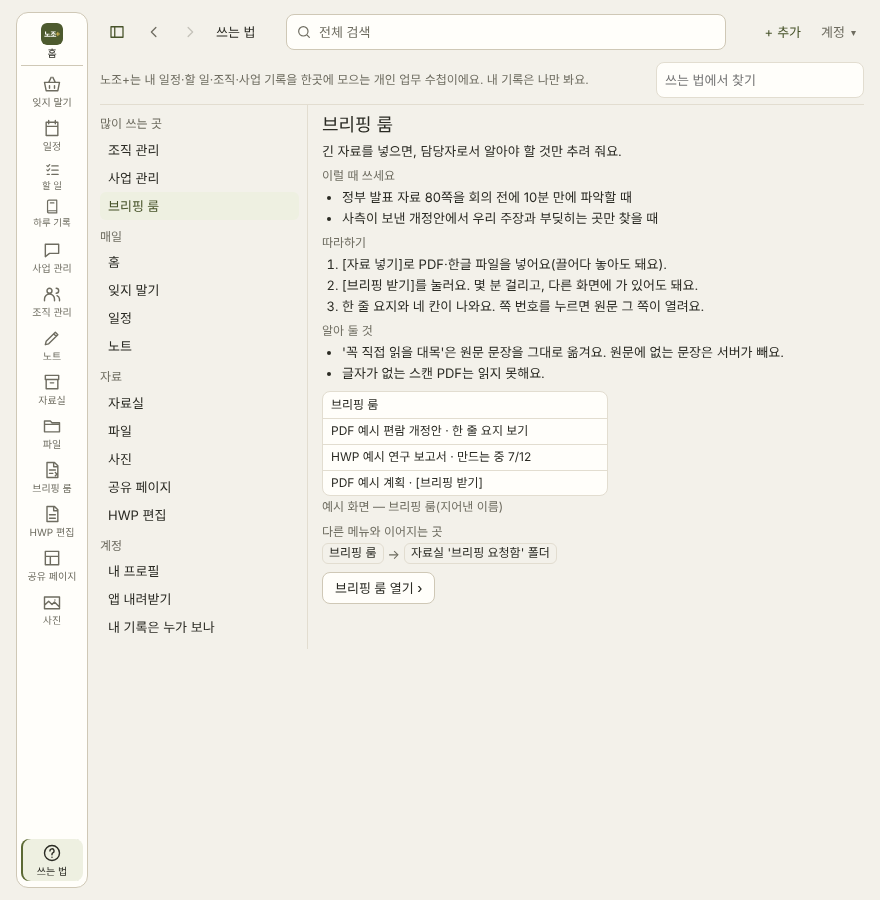 노조+
홈
잊지 말기
일정
할 일
하루 기록
사업 관리
조직 관리
노트
자료실
파일
브리핑 룸
HWP 편집
공유 페이지
사진
쓰는 법
쓰는 법
전체 검색
+ 추가
계정 ▾
노조+는 내 일정·할 일·조직·사업 기록을 한곳에 모으는 개인 업무 수첩이에요. 내 기록은 나만 봐요.
쓰는 법에서 찾기
많이 쓰는 곳
조직 관리
사업 관리
브리핑 룸
매일
홈
잊지 말기
일정
노트
자료
자료실
파일
사진
공유 페이지
HWP 편집
계정
내 프로필
앱 내려받기
내 기록은 누가 보나
브리핑 룸
긴 자료를 넣으면, 담당자로서 알아야 할 것만 추려 줘요.
이럴 때 쓰세요
• 정부 발표 자료 80쪽을 회의 전에 10분 만에 파악할 때
• 사측이 보낸 개정안에서 우리 주장과 부딪히는 곳만 찾을 때
따라하기
1. [자료 넣기]로 PDF·한글 파일을 넣어요(끌어다 놓아도 돼요).
2. [브리핑 받기]를 눌러요. 몇 분 걸리고, 다른 화면에 가 있어도 돼요.
3. 한 줄 요지와 네 칸이 나와요. 쪽 번호를 누르면 원문 그 쪽이 열려요.
알아 둘 것
• '꼭 직접 읽을 대목'은 원문 문장을 그대로 옮겨요. 원문에 없는 문장은 서버가 빼요.
• 글자가 없는 스캔 PDF는 읽지 못해요.
브리핑 룸
PDF 예시 편람 개정안 · 한 줄 요지 보기
HWP 예시 연구 보고서 · 만드는 중 7/12
PDF 예시 계획 · [브리핑 받기]
예시 화면 — 브리핑 룸(지어낸 이름)
다른 메뉴와 이어지는 곳
브리핑 룸 → 자료실 '브리핑 요청함' 폴더
브리핑 룸 열기 ›